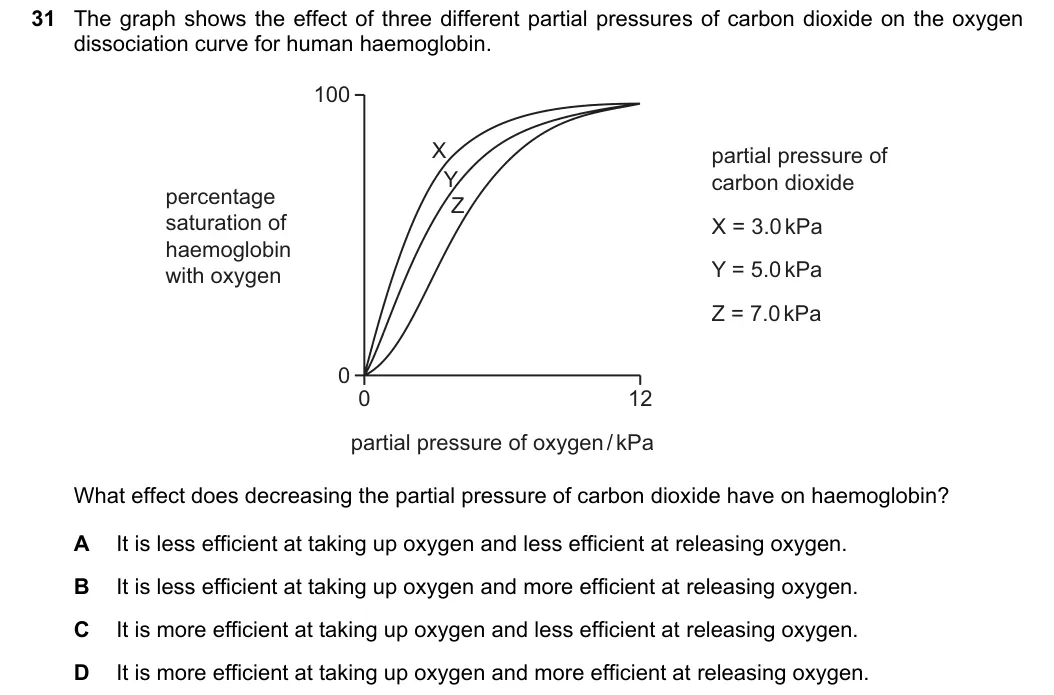 31 The graph shows the effect of three different partial pressures of carbon dioxide on the oxygen
dissociation curve for human haemoglobin.
100
X
Y
Z
percentage
saturation of
haemoglobin
with oxygen
0
0
12
partial pressure of oxygen / kPa
partial pressure of
carbon dioxide
X = 3.0 kPa
Y = 5.0 kPa
Z = 7.0 kPa
What effect does decreasing the partial pressure of carbon dioxide have on haemoglobin?
A It is less efficient at taking up oxygen and less efficient at releasing oxygen.
B It is less efficient at taking up oxygen and more efficient at releasing oxygen.
C It is more efficient at taking up oxygen and less efficient at releasing oxygen.
D It is more efficient at taking up oxygen and more efficient at releasing oxygen.